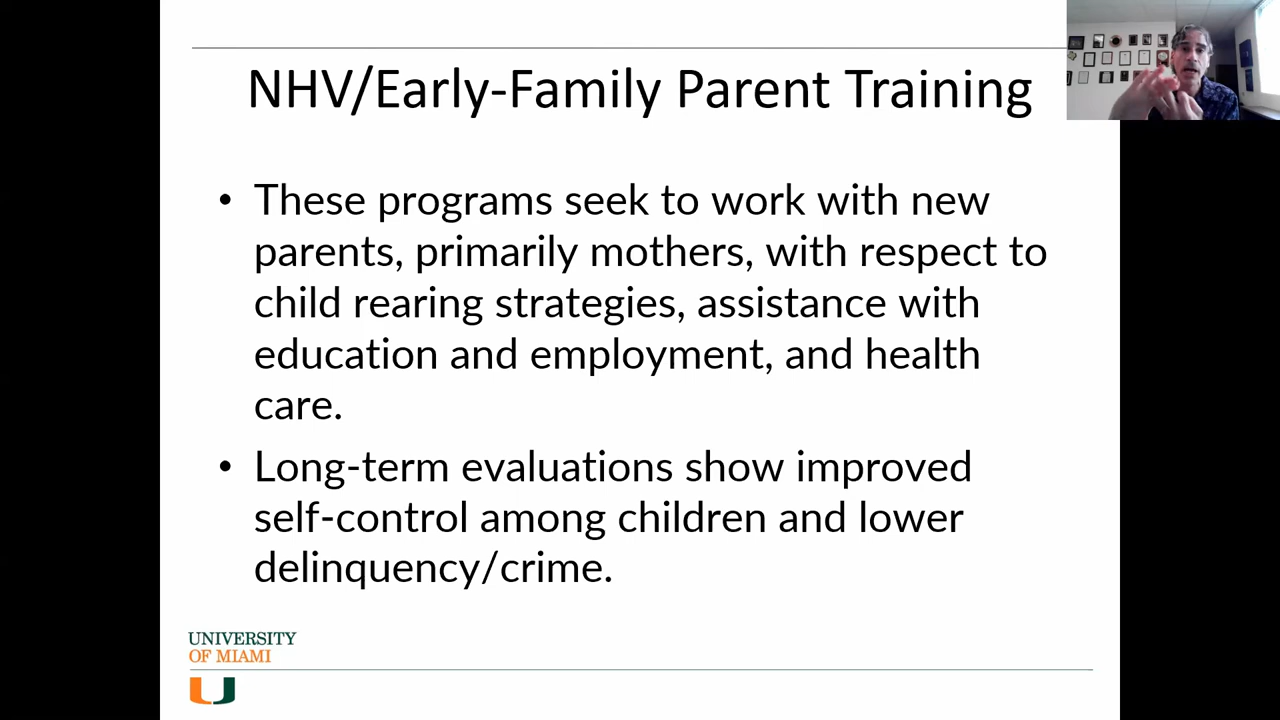 NHV/Early-Family Parent Training
• These programs seek to work with new
parents, primarily mothers, with respect to
child rearing strategies, assistance with
education and employment, and health
care.
• Long-term evaluations show improved
self-control among children and lower
delinquency/crime.
UNIVERSITY
OF MIAMI